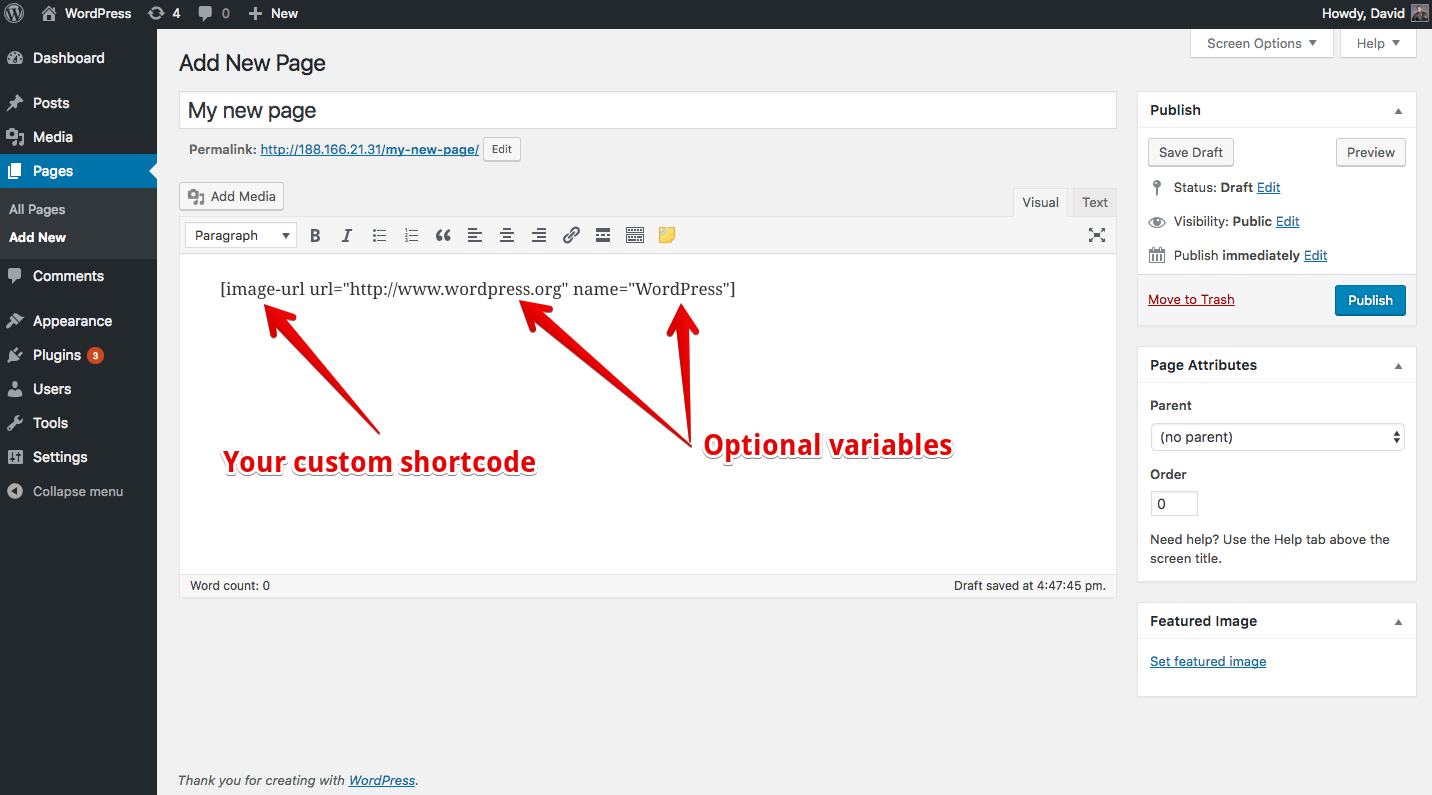 WordPress 4 0 New Howdy, David
Dashboard
Posts
Media
Pages
All Pages
Add New
Comments
Appearance
Plugins 3
Users
Tools
Settings
Collapse menu
Screen Options Help
Add New Page
My new page
Permalink: http://188.166.21.31/my-new-page/ Edit
Add Media
Visual Text
Paragraph
[image-url url="http://www.wordpress.org" name="WordPress"]
Your custom shortcode
Optional variables
Word count: 0 Draft saved at 4:47:45 pm.
Publish
Save Draft Preview
Status: Draft Edit
Visibility: Public Edit
Publish immediately Edit
Move to Trash Publish
Page Attributes
Parent
(no parent)
Order
0
Need help? Use the Help tab above the
screen title.
Featured Image
Set featured image
Thank you for creating with WordPress.